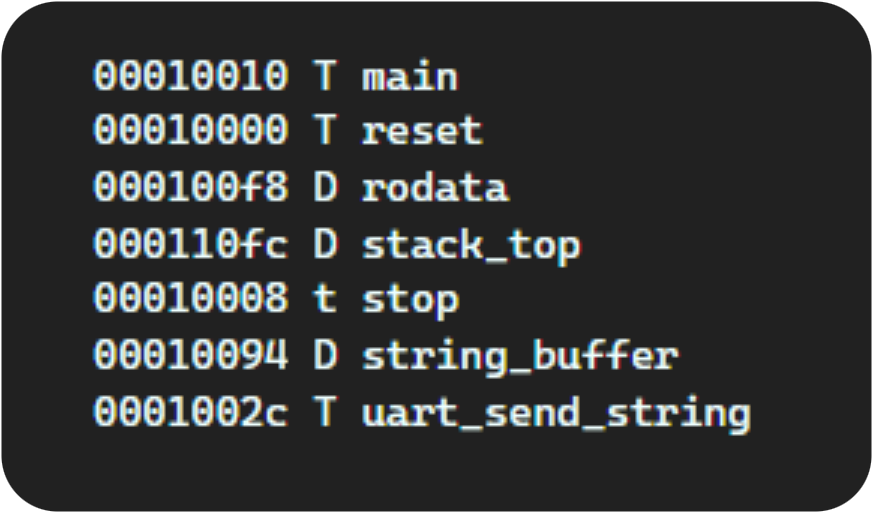 00010010 T main
00010000 T reset
000100f8 D rodata
000110fc D stack_top
00010008 t stop
00010094 D string_buffer
0001002c T uart_send_string